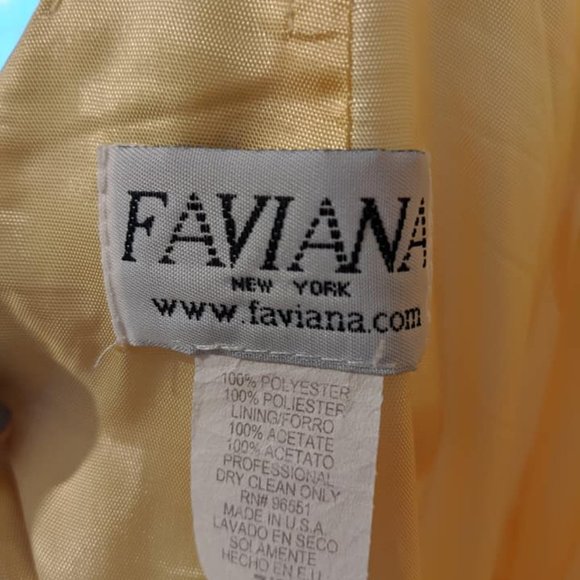 FAVIANA
NEW YORK
www.faviana.com
100% POLYESTER
100% POLIESTER
LINING/FORRO
100% ACETATE
100% ACETATO
PROFESSIONAL
DRY CLEAN ONLY
RN# 96551
MADE IN U.S.A
LAVADO EN SECO
SOLAMENTE
HECHO EN E.U.